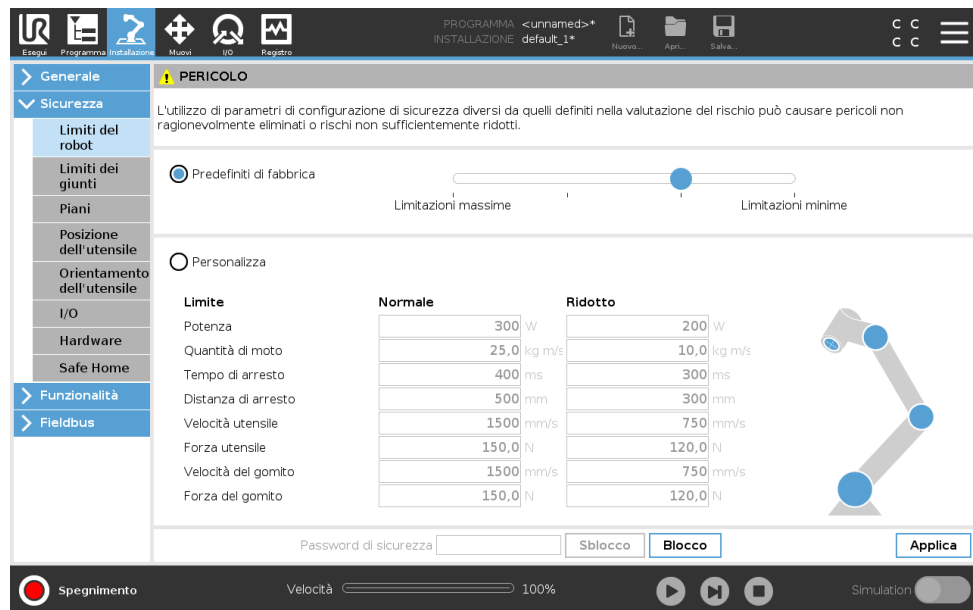 PROGRAMMA <unnamed>*
INSTALLAZIONE default_1*
Esegui Programma Installazione Muovi I/O Registro Nuovo... Apri... Salva...
C C
C C
Generale
Sicurezza
Limiti del
robot
Limiti dei
giunti
Piani
Posizione
dell'utensile
Orientamento
dell'utensile
I/O
Hardware
Safe Home
Funzionalità
Fieldbus
PERICOLO
L'utilizzo di parametri di configurazione di sicurezza diversi da quelli definiti nella valutazione del rischio può causare pericoli non
ragionevolmente eliminati o rischi non sufficientemente ridotti.
Predefiniti di fabbrica
Limitazioni massime Limitazioni minime
Personalizza
Limite Normale Ridotto
Potenza 300 W 200 W
Quantità di moto 25,0 kg m/s 10,0 kg m/s
Tempo di arresto 400 ms 300 ms
Distanza di arresto 500 mm 300 mm
Velocità utensile 1500 mm/s 750 mm/s
Forza utensile 150,0 N 120,0 N
Velocità del gomito 1500 mm/s 750 mm/s
Forza del gomito 150,0 N 120,0 N
Password di sicurezza Sblocco Blocco Applica
Spegnimento Velocità 100% Simulation